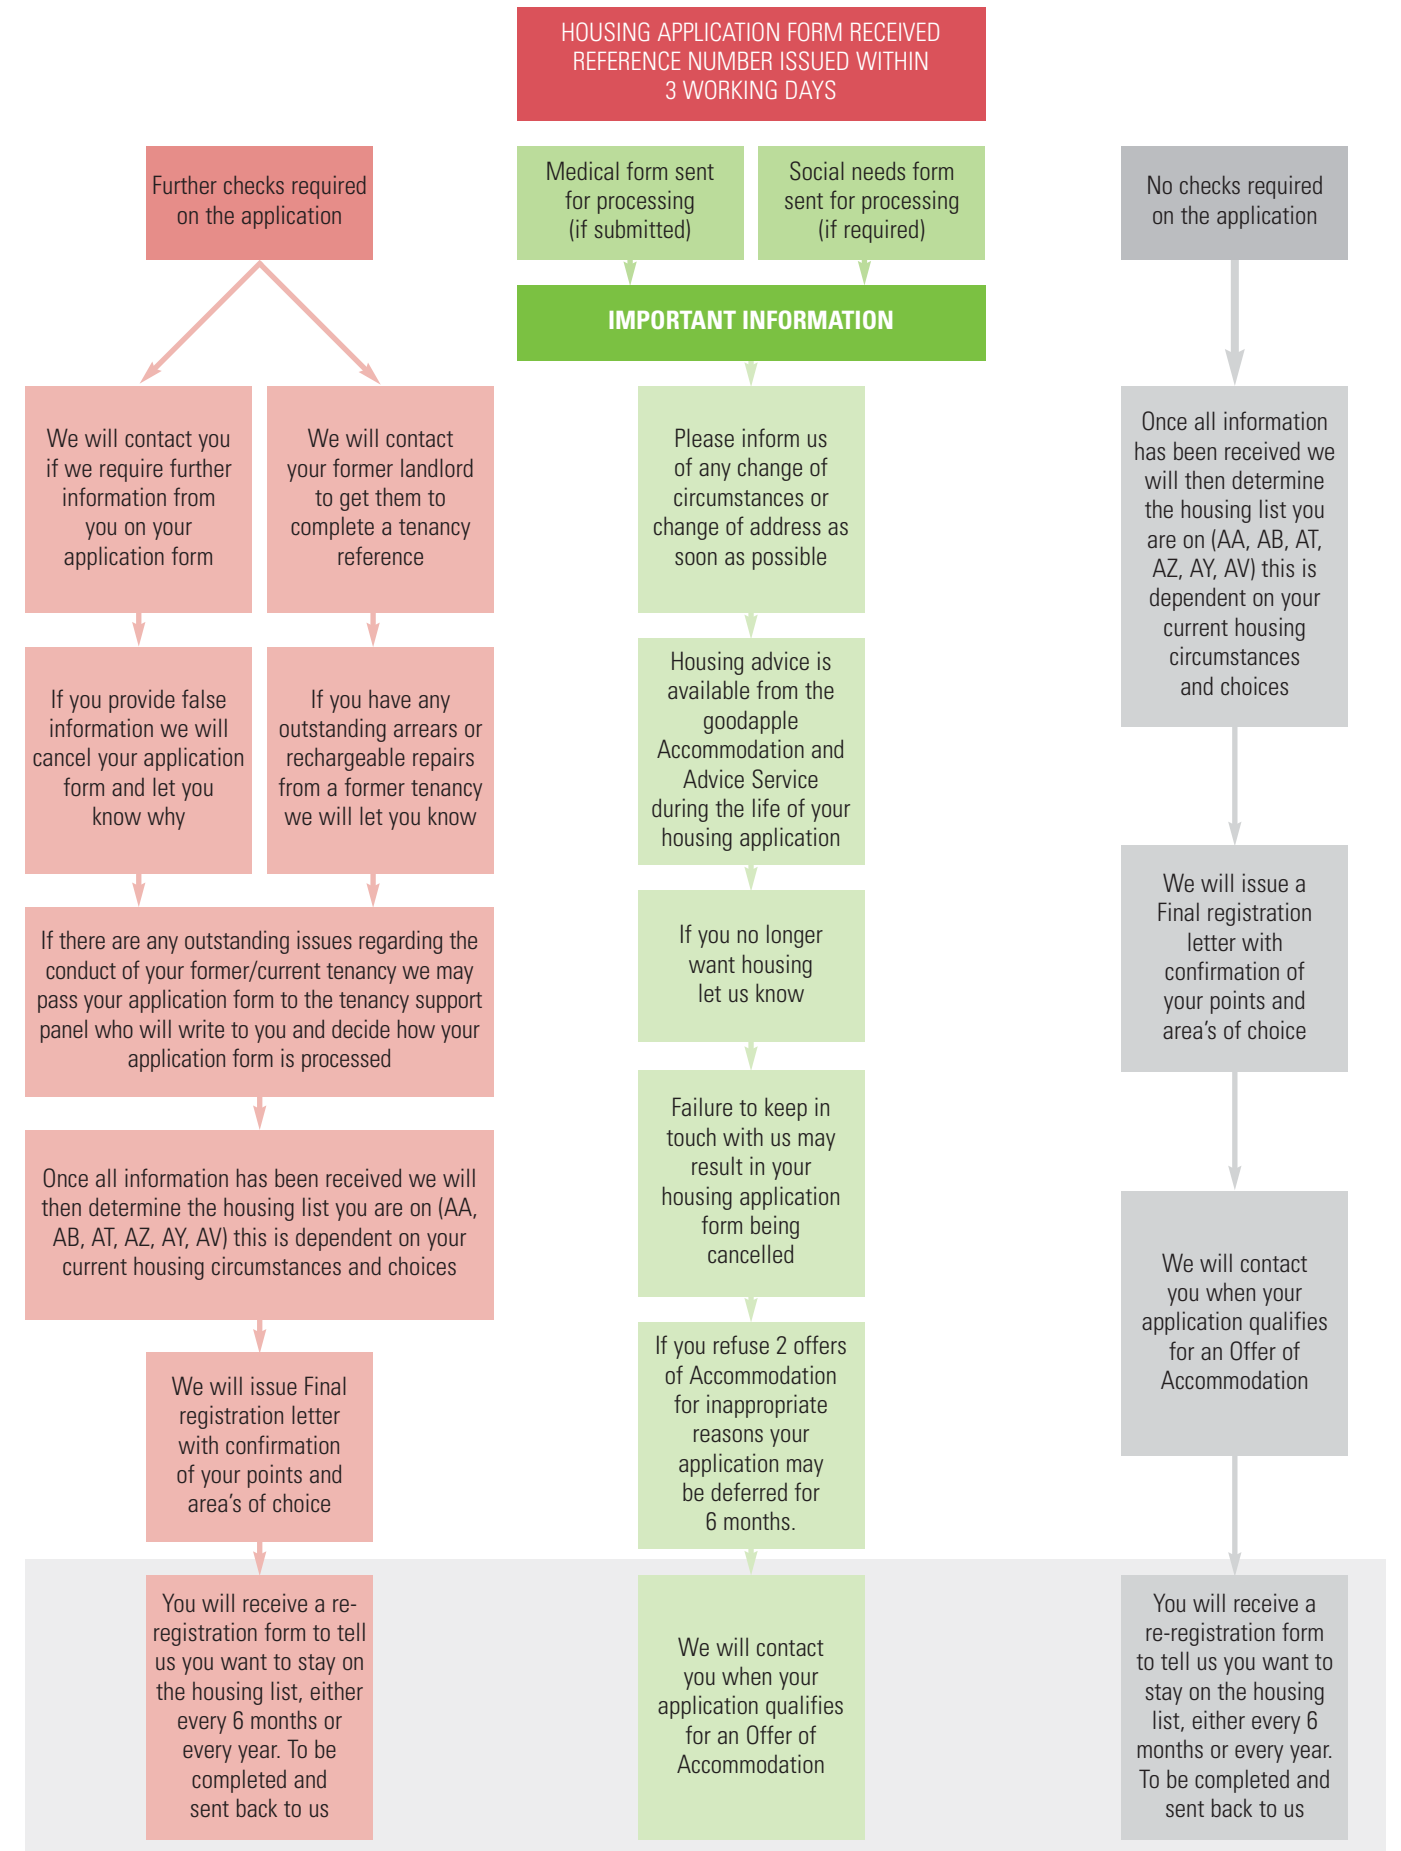 HOUSING APPLICATION FORM RECEIVED
REFERENCE NUMBER ISSUED WITHIN
3 WORKING DAYS
Further checks required
on the application
Medical form sent
for processing
(if submitted)
Social needs form
sent for processing
(if required)
No checks required
on the application
IMPORTANT INFORMATION
We will contact you
if we require further
information from
you on your
application form
We will contact
your former landlord
to get them to
complete a tenancy
reference
Please inform us
of any change of
circumstances or
change of address as
soon as possible
Once all information
has been received we
will then determine
the housing list you
are on (AA, AB, AT,
AZ, AY, AV) this is
dependent on your
current housing
circumstances
and choices
If you provide false
information we will
cancel your application
form and let you
know why
If you have any
outstanding arrears or
rechargeable repairs
from a former tenancy
we will let you know
Housing advice is
available from the
goodapple
Accommodation and
Advice Service
during the life of your
housing application
We will issue a
Final registration
letter with
confirmation of
your points and
area's of choice
If there are any outstanding issues regarding the
conduct of your former/current tenancy we may
pass your application form to the tenancy support
panel who will write to you and decide how your
application form is processed
If you no longer
want housing
let us know
Once all information has been received we will
then determine the housing list you are on (AA,
AB, AT, AZ, AY, AV) this is dependent on your
current housing circumstances and choices
Failure to keep in
touch with us may
result in your
housing application
form being
cancelled
We will contact
you when your
application qualifies
for an Offer of
Accommodation
We will issue Final
registration letter
with confirmation
of your points and
area's of choice
If you refuse 2 offers
of Accommodation
for inappropriate
reasons your
application may
be deferred for
6 months.
You will receive a re-
registration form to tell
us you want to stay on
the housing list, either
every 6 months or
every year. To be
completed and
sent back to us
We will contact
you when your
application qualifies
for an Offer of
Accommodation
You will receive a
re-registration form
to tell us you want to
stay on the housing
list, either every 6
months or every year.
To be completed and
sent back to us